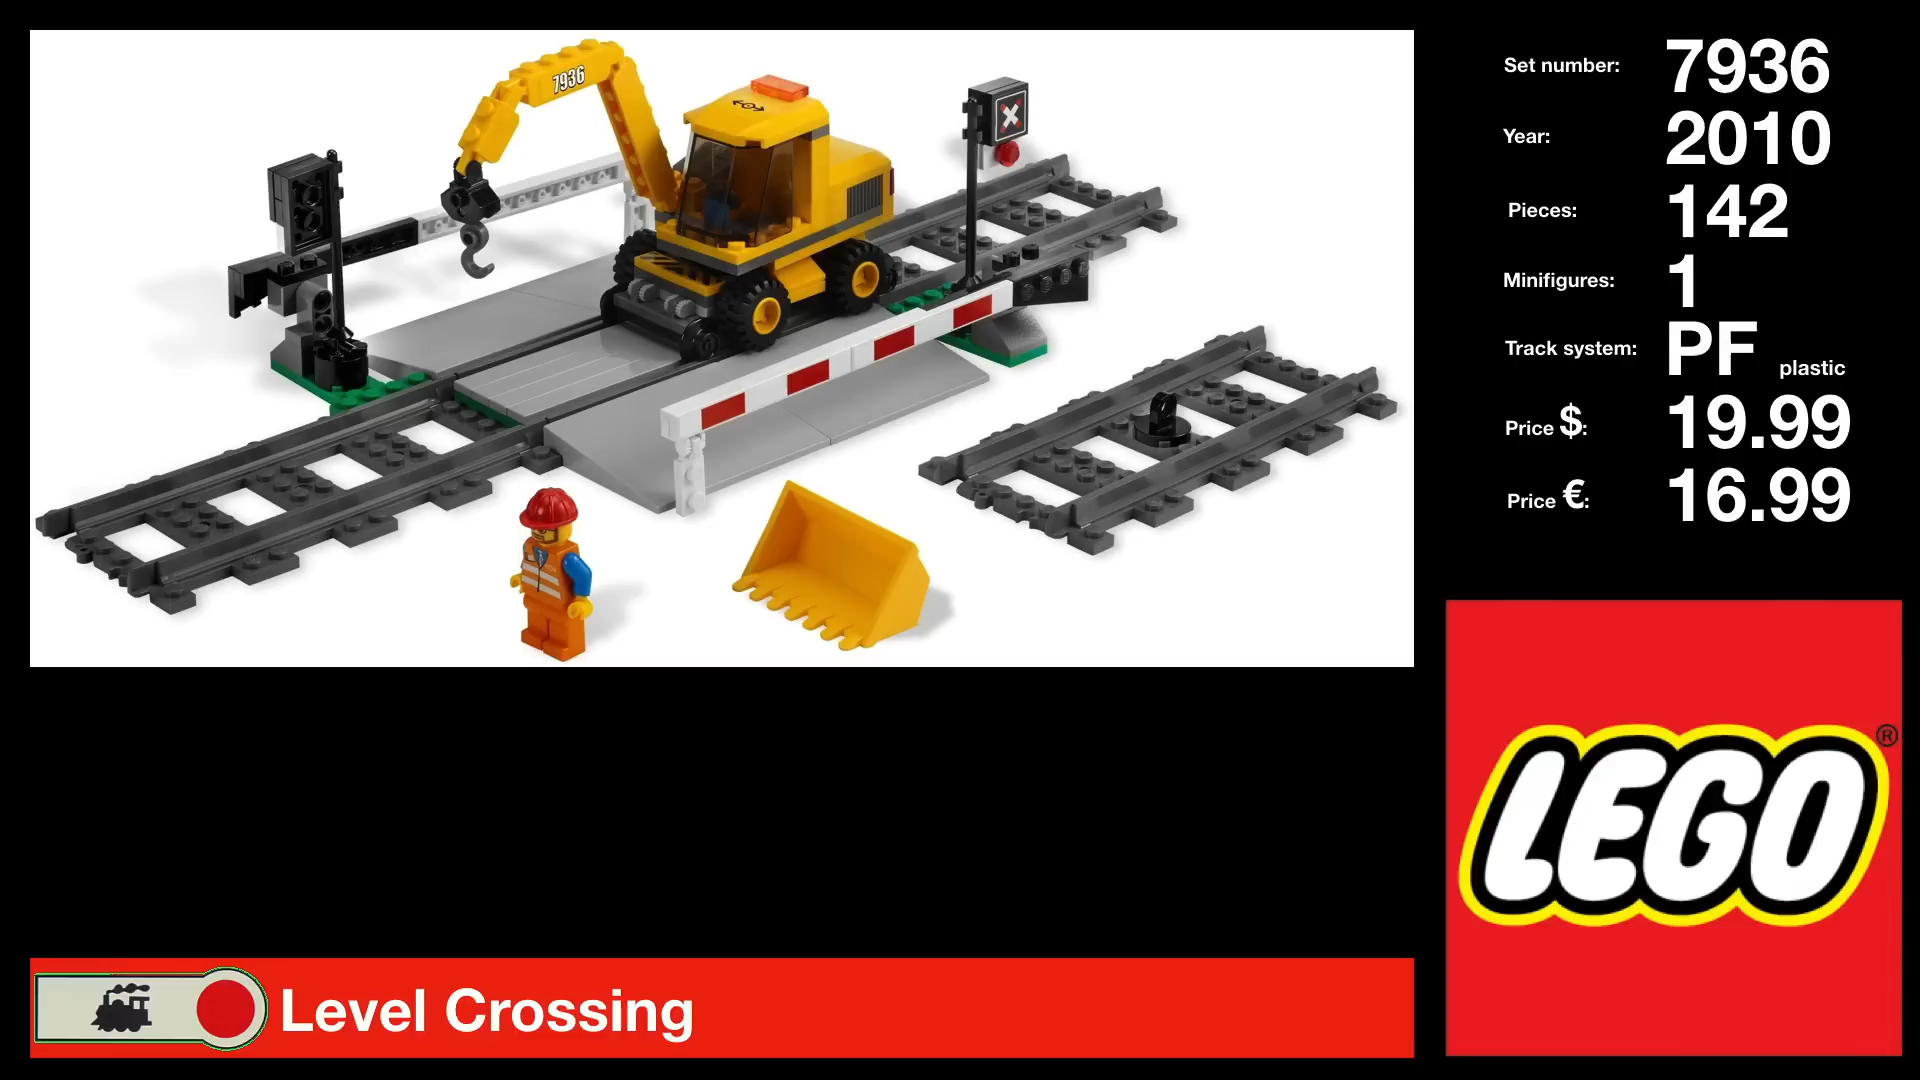 7936
Set number: 7936
Year: 2010
Pieces: 142
Minifigures: 1
Track system: PF plastic
Price $: 19.99
Price €: 16.99
LEGO®
Level Crossing